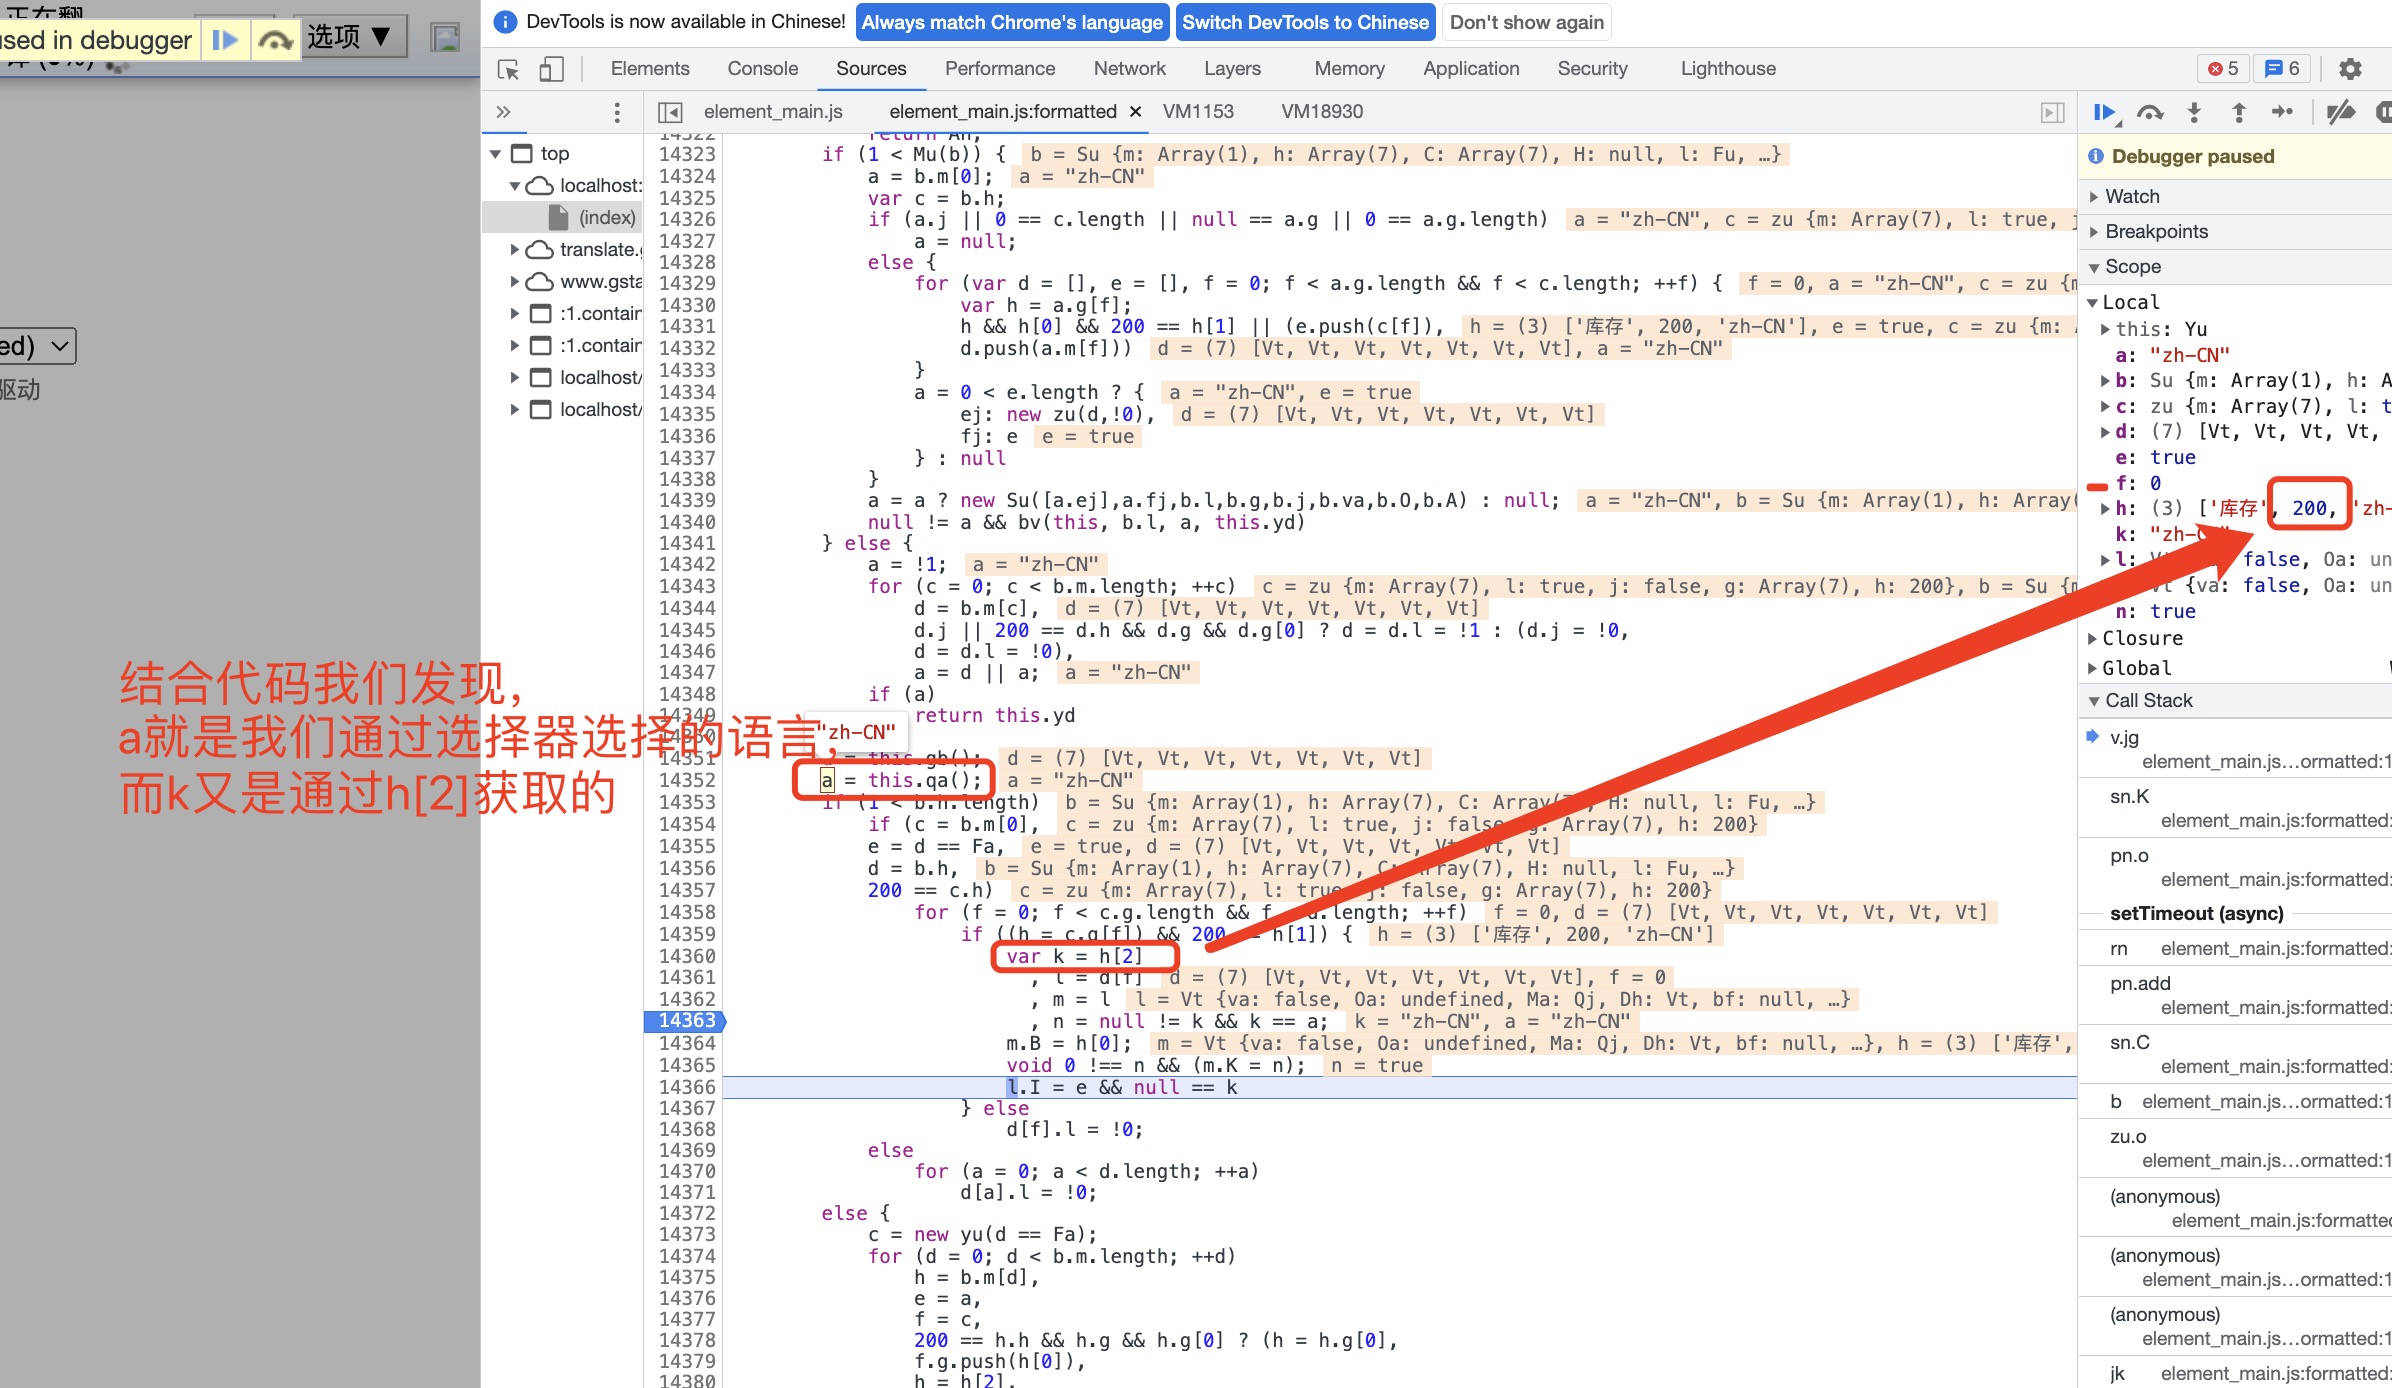 DevTools is now available in Chinese! Always match Chrome's language Switch DevTools to Chinese Don't show again
used in debugger 选项 ▼
Elements Console Sources Performance Network Layers Memory Application Security Lighthouse 5 6
element_main.js element_main.js:formatted × VM1153 VM18930
top
localhost:
(index)
translate.
www.gsta
:1.contain
:1.contain
localhost/
localhost/
ed)
驱动
结合代码我们发现,
a就是我们通过选择器选择的语言,
而k又是通过h[2]获取的
14323 if (1 < Mu(b)) { b = Su {m: Array(1), h: Array(7), C: Array(7), H: null, l: Fu, …}
14324 a = b.m[0]; a = "zh-CN"
14325 var c = b.h;
14326 if (a.j || 0 == c.length || null == a.g || 0 == a.g.length) a = "zh-CN", c = zu {m: Array(7), l: true, j
14327 a = null;
14328 else {
14329 for (var d = [], e = [], f = 0; f < a.g.length && f < c.length; ++f) { f = 0, a = "zh-CN", c = zu {m
14330 var h = a.g[f];
14331 h && h[0] && 200 == h[1] || (e.push(c[f]), h = (3) ['库存', 200, 'zh-CN'], e = true, c = zu {m:
14332 d.push(a.m[f])) d = (7) [Vt, Vt, Vt, Vt, Vt, Vt, Vt], a = "zh-CN"
14333 }
14334 a = 0 < e.length ? { a = "zh-CN", e = true
14335 ej: new zu(d,!0), d = (7) [Vt, Vt, Vt, Vt, Vt, Vt, Vt]
14336 fj: e e = true
14337 } : null
14338 }
14339 a = a ? new Su([a.ej],a.fj,b.l,b.g,b.j,b.va,b.O,b.A) : null; a = "zh-CN", b = Su {m: Array(1), h: Array(
14340 null != a && bv(this, b.l, a, this.yd)
14341 } else {
14342 a = !1; a = "zh-CN"
14343 for (c = 0; c < b.m.length; ++c) c = zu {m: Array(7), l: true, j: false, g: Array(7), h: 200}, b = Su {m
14344 d = b.m[c], d = (7) [Vt, Vt, Vt, Vt, Vt, Vt, Vt]
14345 d.j || 200 == d.h && d.g && d.g[0] ? d = d.l = !1 : (d.j = !0,
14346 d = d.l = !0),
14347 a = d || a; a = "zh-CN"
14348 if (a)
14349 return this.yd
"zh-CN"
14351 = this.gb(); d = (7) [Vt, Vt, Vt, Vt, Vt, Vt, Vt]
14352 a = this.qa(); a = "zh-CN"
14353 if (1 < b.h.length) b = Su {m: Array(1), h: Array(7), C: Array(7), H: null, l: Fu, …}
14354 if (c = b.m[0], c = zu {m: Array(7), l: true, j: false, g: Array(7), h: 200}
14355 e = d == Fa, e = true, d = (7) [Vt, Vt, Vt, Vt, Vt, Vt, Vt]
14356 d = b.h, b = Su {m: Array(1), h: Array(7), C: Array(7), H: null, l: Fu, …}
14357 200 == c.h) c = zu {m: Array(7), l: true, j: false, g: Array(7), h: 200}
14358 for (f = 0; f < c.g.length && f d.length; ++f) f = 0, d = (7) [Vt, Vt, Vt, Vt, Vt, Vt, Vt]
14359 if ((h = c.g[f]) && 200 == h[1]) { h = (3) ['库存', 200, 'zh-CN']
14360 var k = h[2]
14361 , l = d[f] d = (7) [Vt, Vt, Vt, Vt, Vt, Vt, Vt], f = 0
14362 , m = l l = Vt {va: false, Oa: undefined, Ma: Qj, Dh: Vt, bf: null, …}
14363 , n = null != k && k == a; k = "zh-CN", a = "zh-CN"
14364 m.B = h[0]; m = Vt {va: false, Oa: undefined, Ma: Qj, Dh: Vt, bf: null, …}, h = (3) ['库存',
14365 void 0 !== n && (m.K = n); n = true
14366 l.I = e && null == k
14367 } else
14368 d[f].l = !0;
14369 else
14370 for (a = 0; a < d.length; ++a)
14371 d[a].l = !0;
14372 else {
14373 c = new yu(d == Fa);
14374 for (d = 0; d < b.m.length; ++d)
14375 h = b.m[d],
14376 e = a,
14377 f = c,
14378 200 == h.h && h.g && h.g[0] ? (h = h.g[0],
14379 f.g.push(h[0]),
14380 h = h[2],
Debugger paused
Watch
Breakpoints
Scope
Local
this: Yu
a: "zh-CN"
b: Su {m: Array(1), h: A
c: zu {m: Array(7), l: t
d: (7) [Vt, Vt, Vt, Vt,
e: true
f: 0
h: (3) ['库存', 200, 'zh-
k: "zh-
l: false, Oa: un
{va: false, Oa: un
n: true
Closure
Global
Call Stack
v.jg
element_main.js…ormatted:1
sn.K
element_main.js:formatted:
pn.o
element_main.js:formatted:
setTimeout (async)
rn element_main.js:formatted:
pn.add
element_main.js:formatted:
sn.C
element_main.js:formatted:
b element_main.js…ormatted:1
zu.o
element_main.js…ormatted:1
(anonymous)
element_main.js:formatte
(anonymous)
element_main.js…ormatted:1
(anonymous)
element_main.js…ormatted:1
jk element_main.js:formatted: